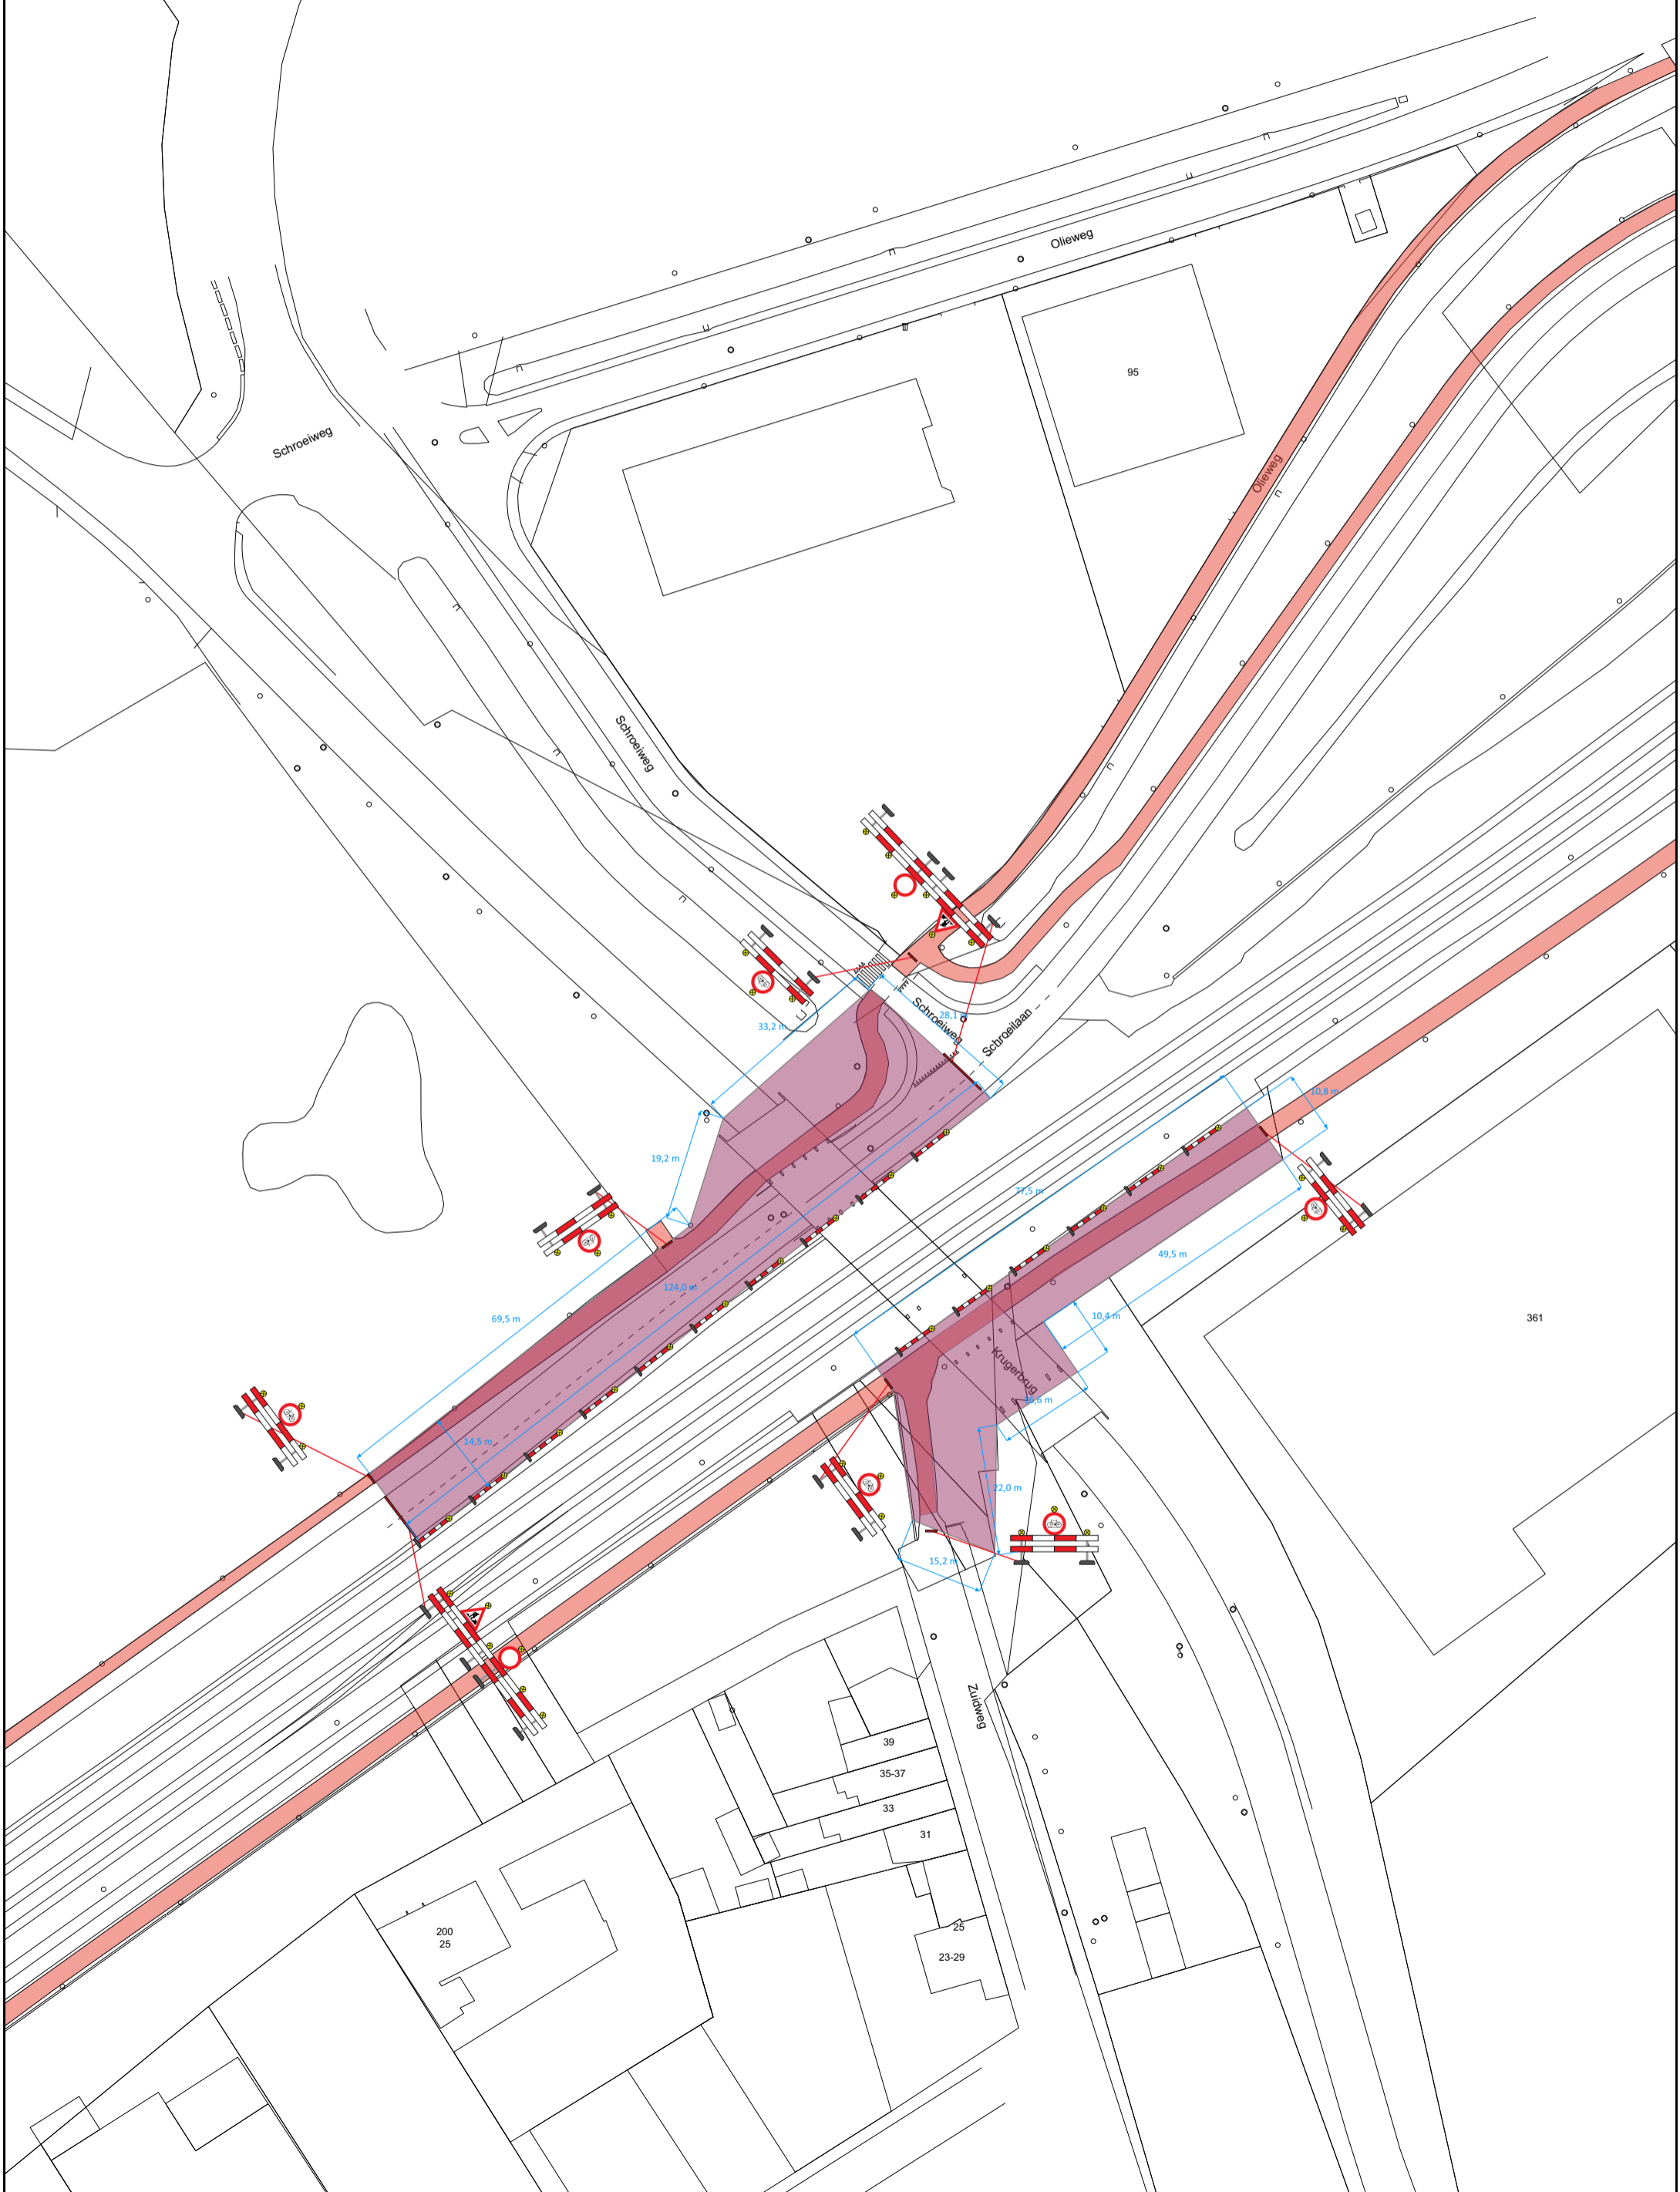 Olieweg
95
Schroeiweg
Olieweg
Schroeiweg
Schroeiweg
28,1 m
33,2 m
Schroeilaan
10,8 m
19,2 m
77,5 m
49,5 m
124,0 m
69,5 m
10,4 m
361
Krugerbrug
14,5 m
22,0 m
15,2 m
Zuidweg
39
35-37
33
31
200
25
25
23-29